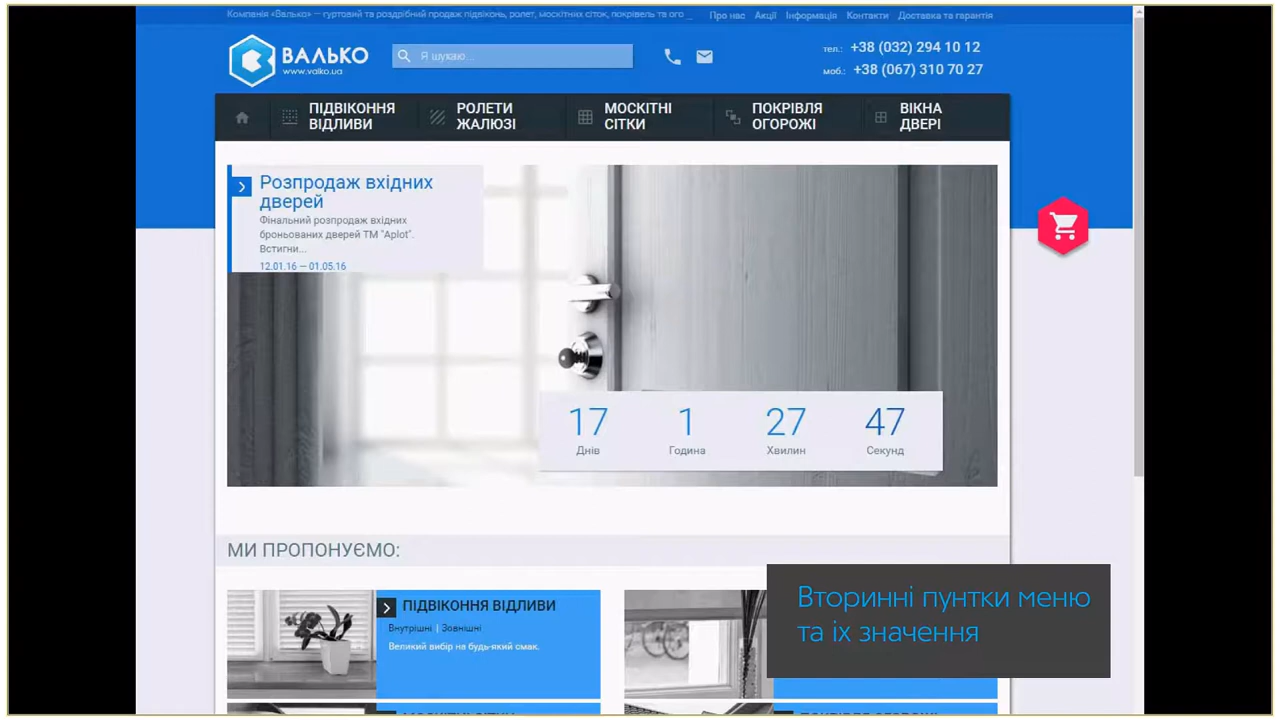 Компанія «Валько» — гуртовий та роздрібний продаж підвіконь, ролет, москітних сіток, покрівель та ого ...
Про нас Акції Інформація Контакти Доставка та гарантія
ВАЛЬКО
www.valko.ua
Я шукаю...
тел.: +38 (032) 294 10 12
моб.: +38 (067) 310 70 27
ПІДВІКОННЯ
ВІДЛИВИ
РОЛЕТИ
ЖАЛЮЗІ
МОСКІТНІ
СІТКИ
ПОКРІВЛЯ
ОГОРОЖІ
ВІКНА
ДВЕРІ
Розпродаж вхідних
дверей
Фінальний розпродаж вхідних
броньованих дверей ТМ "Aplot".
Встигни...
12.01.16 — 01.05.16
17 1 27 47
Днів Година Хвилин Секунд
МИ ПРОПОНУЄМО:
ПІДВІКОННЯ ВІДЛИВИ
Внутрішні | Зовнішні
Великий вибір на будь-який смак.
Вторинні пунтки меню
та іх значення